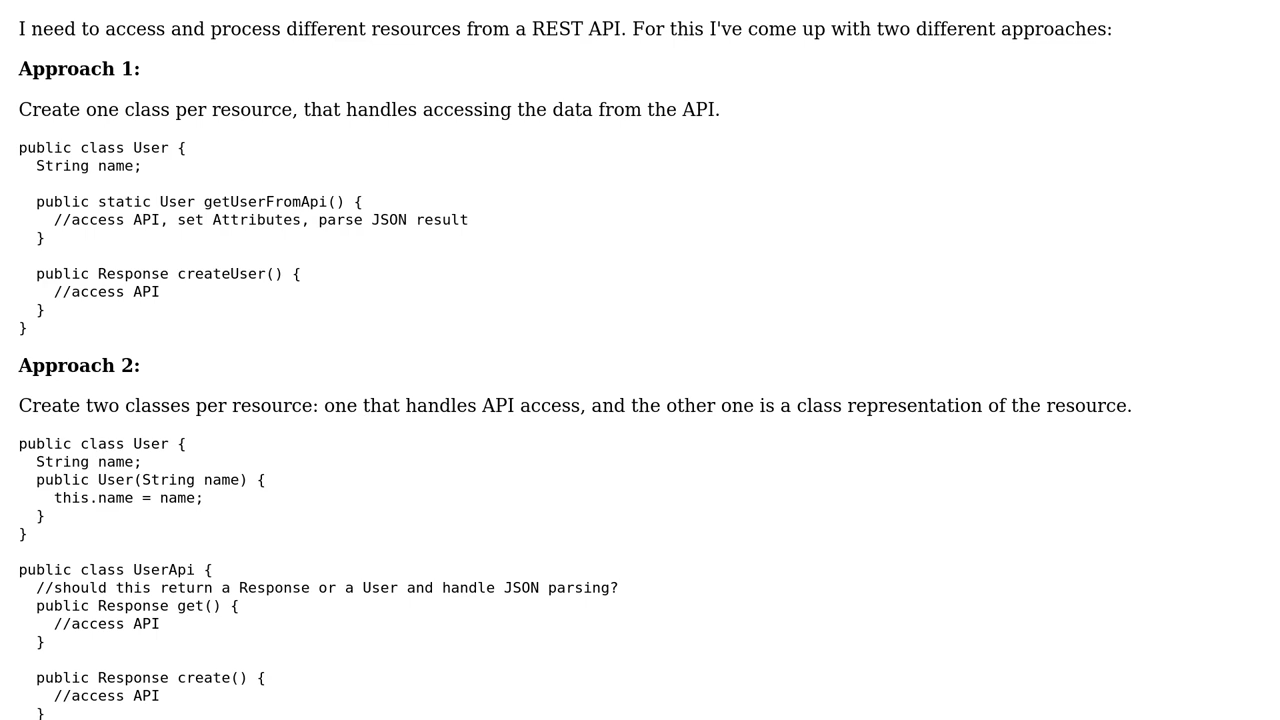 I need to access and process different resources from a REST API. For this I've come up with two different approaches:
Approach 1:
Create one class per resource, that handles accessing the data from the API.
public class User {
  String name;

  public static User getUserFromApi() {
    //access API, set Attributes, parse JSON result
  }

  public Response createUser() {
    //access API
  }
}
Approach 2:
Create two classes per resource: one that handles API access, and the other one is a class representation of the resource.
public class User {
  String name;
  public User(String name) {
    this.name = name;
  }
}

public class UserApi {
  //should this return a Response or a User and handle JSON parsing?
  public Response get() {
    //access API
  }

  public Response create() {
    //access API
  }